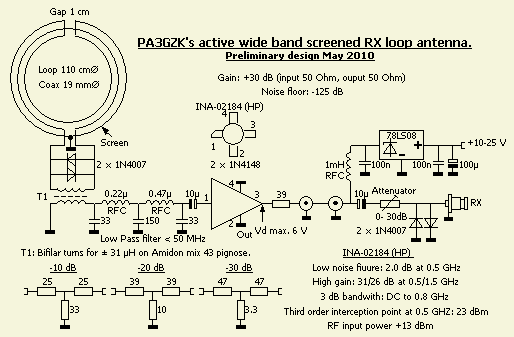 Gap 1 cm
PA3GZK's active wide band screened RX loop antenna.
Preliminary design May 2010
Loop 110 cmØ
Coax 19 mmØ
Gain: +30 dB (input 50 Ohm, ouput 50 Ohm)
Noise floor: -125 dB
INA-02184 (HP)
4
1
3
2
Screen
2 × 1N4007
2 × 1N4148
78LS08
+10-25 V
100n
100n
100µ
1mH
RFC
T1
0.22µ
RFC
0.47µ
RFC
10µ
33
150
33
1
4
3
2
Out
39
Vd max. 6 V
10µ
Attenuator
0- 30dB
RX
2 × 1N4007
Low Pass filter < 50 MHz
T1: Bifilar turns for ± 31 µH on Amidon mix 43 pignose.
-10 dB
25
25
33
-20 dB
39
39
10
-30 dB
47
47
3.3
INA-02184 (HP)
Low noise fiuure: 2.0 dB at 0.5 GHz
High gain: 31/26 dB at 0.5/1.5 GHz
3 dB bandwith: DC to 0.8 GHz
Third order interception point at 0.5 GHz: 23 dBm
RF input power +13 dBm